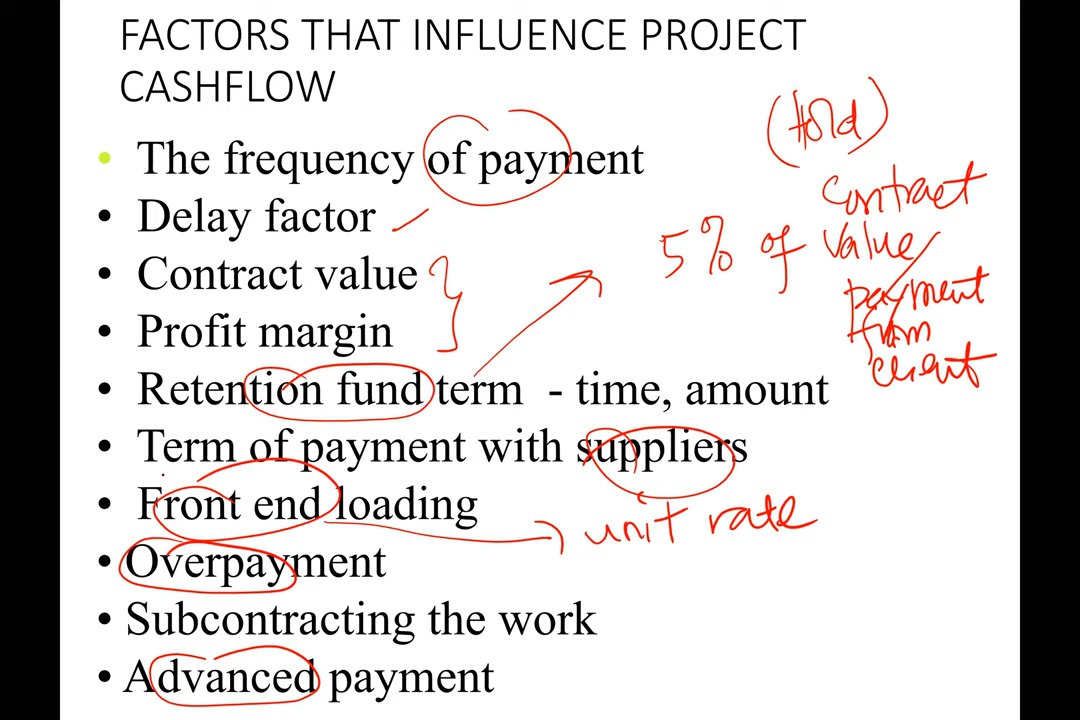 FACTORS THAT INFLUENCE PROJECT
CASHFLOW
• The frequency of payment
• Delay factor
• Contract value
• Profit margin
• Retention fund term - time, amount
• Term of payment with suppliers
• Front end loading
• Overpayment
• Subcontracting the work
• Advanced payment
(Hold)
5% of contract
value/
payment
from
client
unit rate